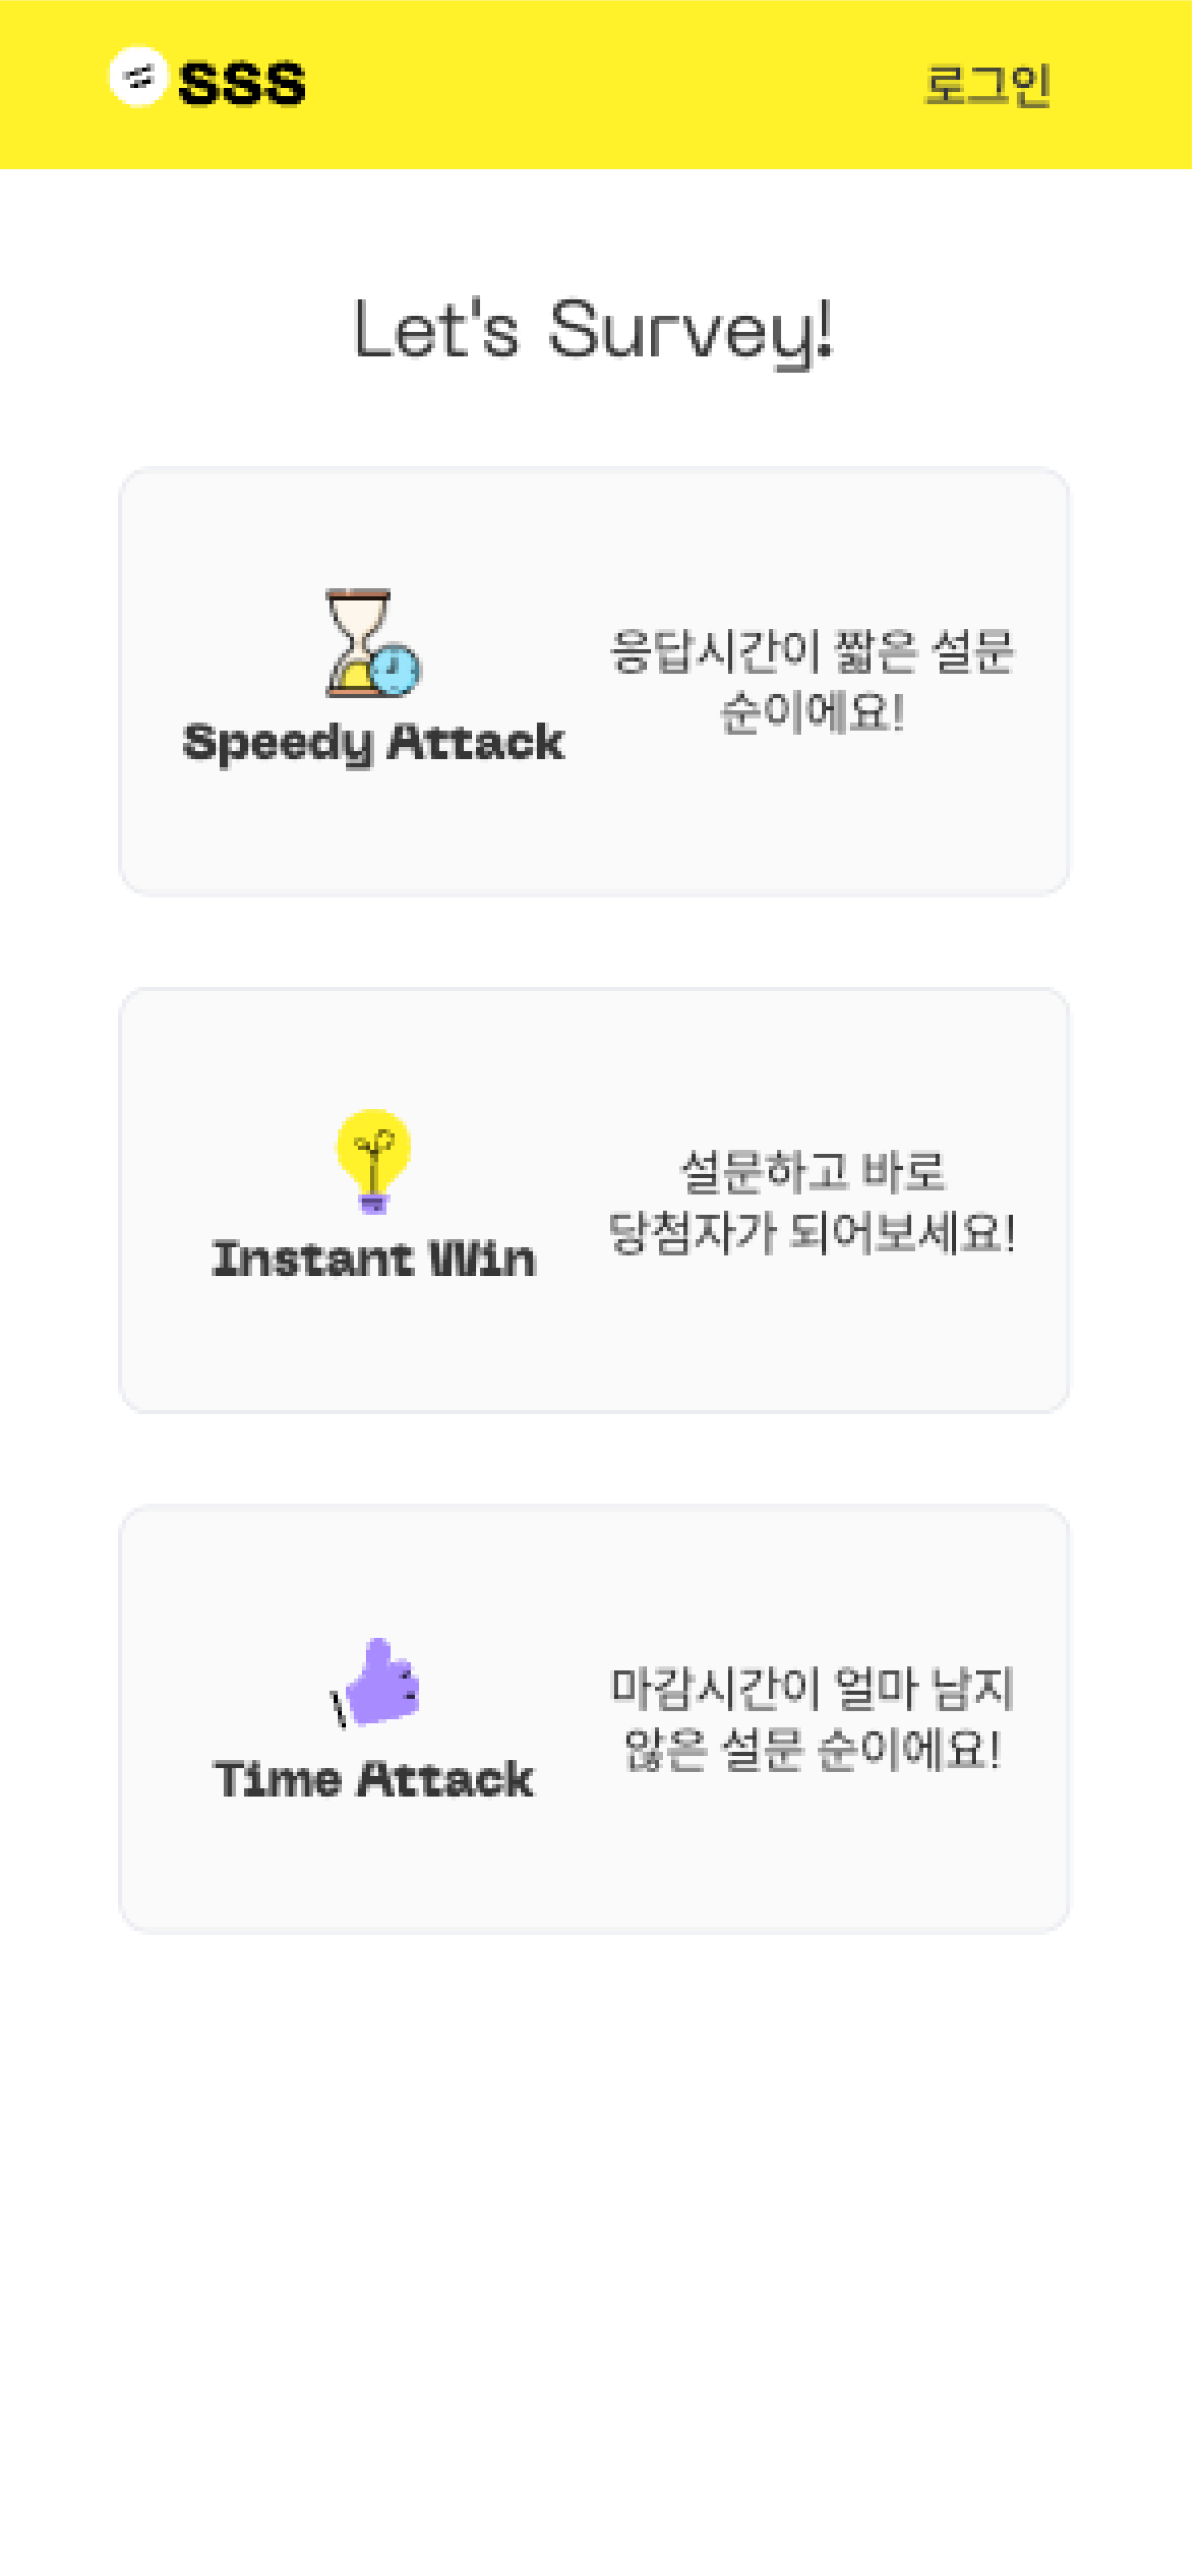 SSS
로그인
Let's Survey!
Speedy Attack
응답시간이 짧은 설문
순이에요!
Instant Win
설문하고 바로
당첨자가 되어보세요!
Time Attack
마감시간이 얼마 남지
않은 설문 순이에요!